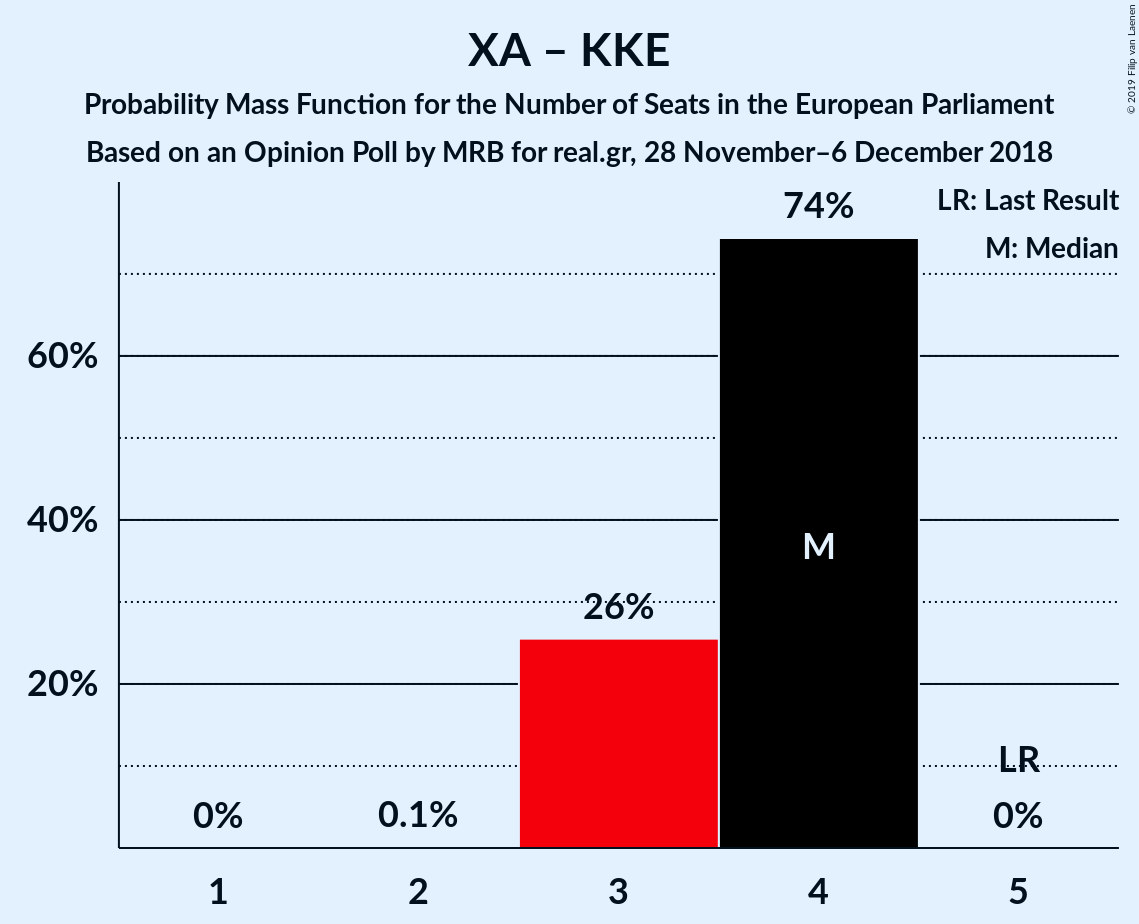 XA – KKE
Probability Mass Function for the Number of Seats in the European Parliament
Based on an Opinion Poll by MRB for real.gr, 28 November–6 December 2018
© 2019 Filip van Laenen
LR: Last Result
M: Median
74%
60%
40%
M
26%
20%
LR
0%
0.1%
0%
1
2
3
4
5